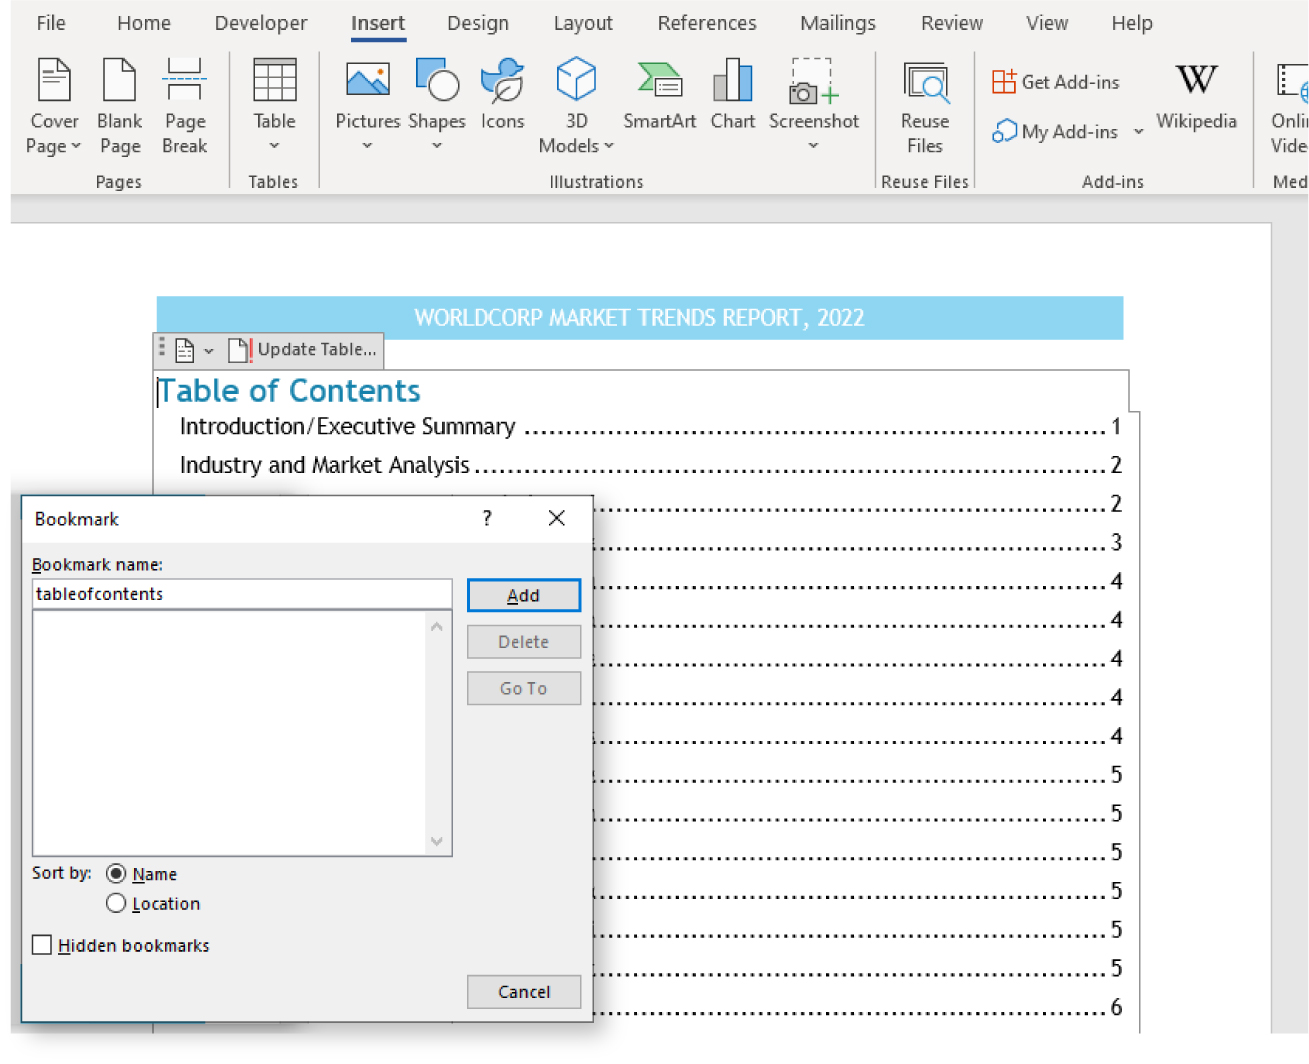 File Home Developer Insert Design Layout References Mailings Review View Help
Cover Page
Blank Page
Page Break
Table
Pictures
Shapes
Icons
3D Models
SmartArt
Chart
Screenshot
Reuse Files
Get Add-ins
My Add-ins
W
Wikipedia
Pages Tables Illustrations Reuse Files Add-ins
WORLDCORP MARKET TRENDS REPORT, 2022
Update Table...
Table of Contents
Introduction/Executive Summary 1
Industry and Market Analysis 2
2
3
4
4
4
4
4
5
5
5
5
5
5
6
Bookmark ?
Bookmark name:
tableofcontents
Add
Delete
Go To
Sort by: Name
Location
Hidden bookmarks
Cancel